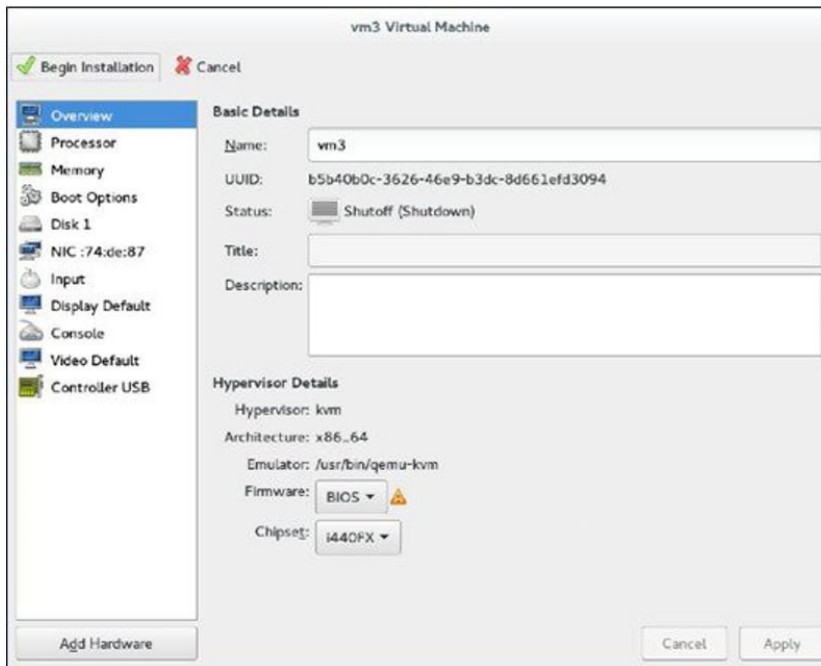 vm3 Virtual Machine
Begin Installation
Cancel
Overview
Processor
Memory
Boot Options
Disk 1
NIC :74:de:87
Input
Display Default
Console
Video Default
Controller USB
Add Hardware
Basic Details
Name: vm3
UUID: b5b40b0c-3626-46e9-b3dc-8d661efd3094
Status: Shutoff (Shutdown)
Title:
Description:
Hypervisor Details
Hypervisor: kvm
Architecture: x86_64
Emulator: /usr/bin/qemu-kvm
Firmware: BIOS
Chipset: i440FX
Cancel
Apply